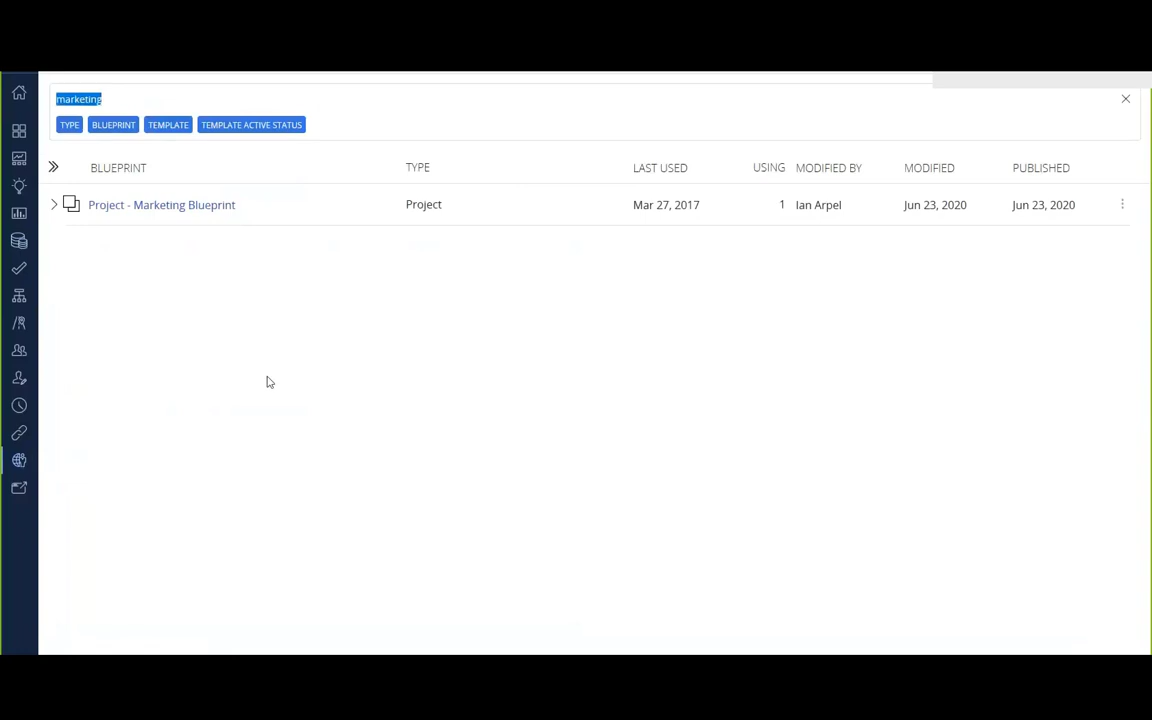 marketing
TYPE BLUEPRINT TEMPLATE TEMPLATE ACTIVE STATUS
BLUEPRINT TYPE LAST USED USING MODIFIED BY MODIFIED PUBLISHED
Project - Marketing Blueprint Project Mar 27, 2017 1 Ian Arpel Jun 23, 2020 Jun 23, 2020